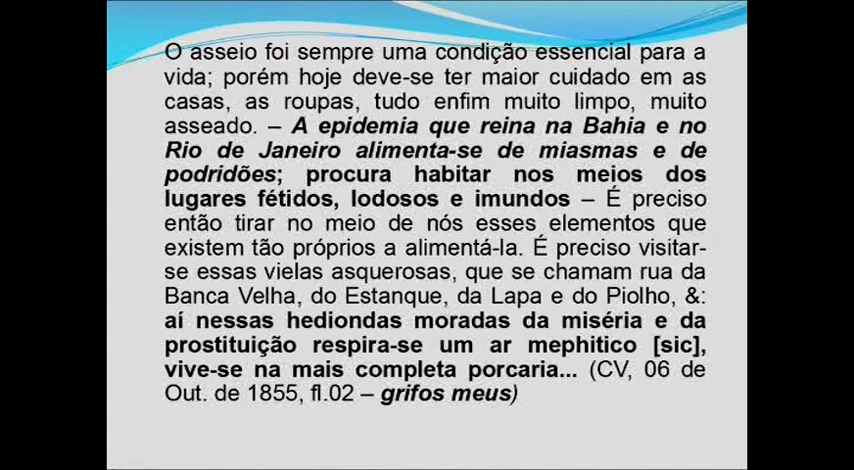 O asseio foi sempre uma condição essencial para a
vida; porém hoje deve-se ter maior cuidado em as
casas, as roupas, tudo enfim muito limpo, muito
asseado. – A epidemia que reina na Bahia e no
Rio de Janeiro alimenta-se de miasmas e de
podridões; procura habitar nos meios dos
lugares fétidos, lodosos e imundos – É preciso
então tirar no meio de nós esses elementos que
existem tão próprios a alimentá-la. É preciso visitar-
se essas vielas asquerosas, que se chamam rua da
Banca Velha, do Estanque, da Lapa e do Piolho, &:
aí nessas hediondas moradas da miséria e da
prostituição respira-se um ar mephitico [sic],
vive-se na mais completa porcaria... (CV, 06 de
Out. de 1855, fl.02 – grifos meus)